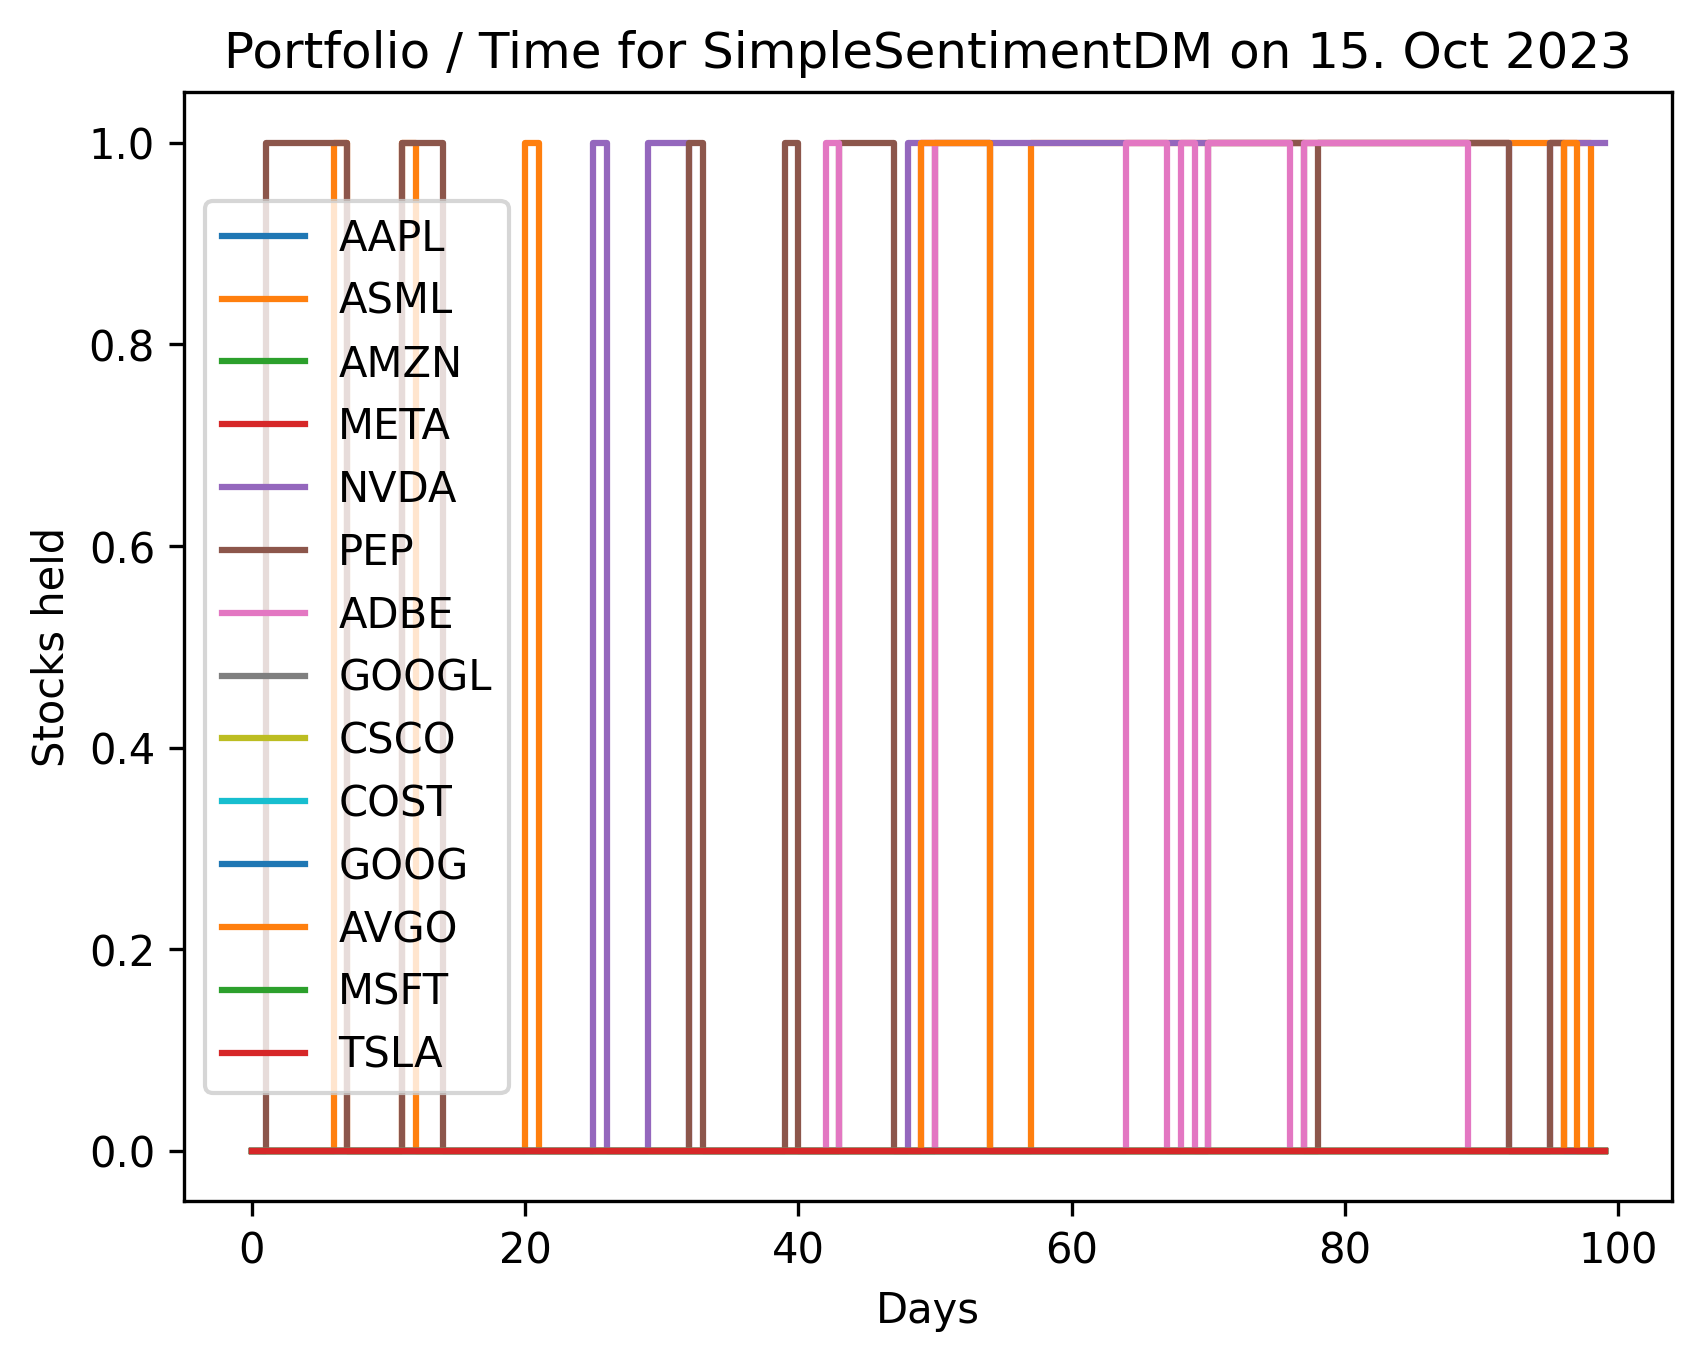 Portfolio / Time for SimpleSentimentDM on 15. Oct 2023
1.0
0.8
0.6
0.4
0.2
0.0
Stocks held
AAPL
ASML
AMZN
META
NVDA
PEP
ADBE
GOOGL
CSCO
COST
GOOG
AVGO
MSFT
TSLA
0 20 40 60 80 100
Days